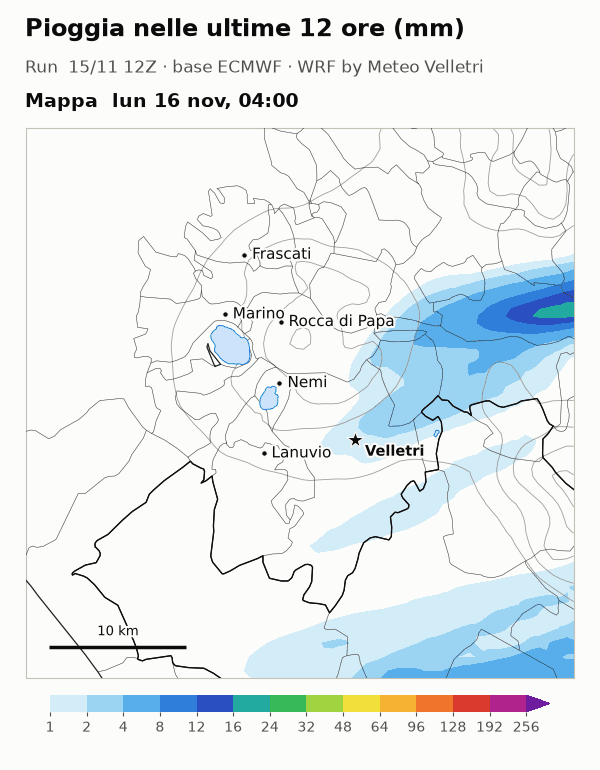 Pioggia nelle ultime 12 ore (mm)
Run 15/11 12Z · base ECMWF · WRF by Meteo Velletri
Mappa lun 16 nov, 04:00
Frascati
Marino
Rocca di Papa
Nemi
Velletri
Lanuvio
10 km
1 2 4 8 12 16 24 32 48 64 96 128 192 256